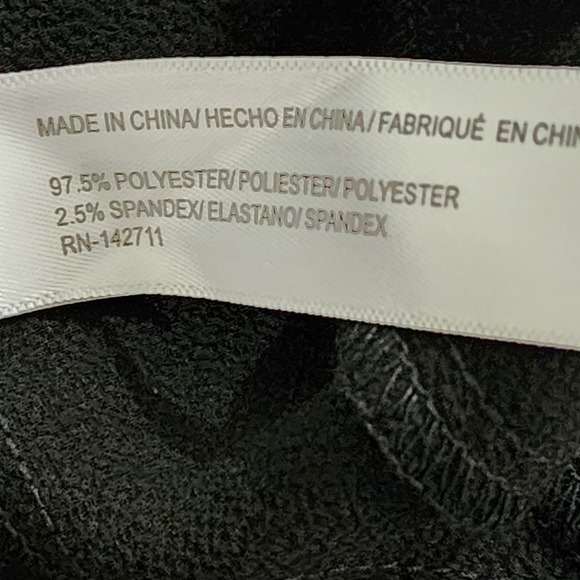 MADE IN CHINA/ HECHO EN CHINA/ FABRIQUÉ EN CHIN
97.5% POLYESTER/ POLIESTER/ POLYESTER
2.5% SPANDEX/ ELASTANO/ SPANDEX
RN-142711